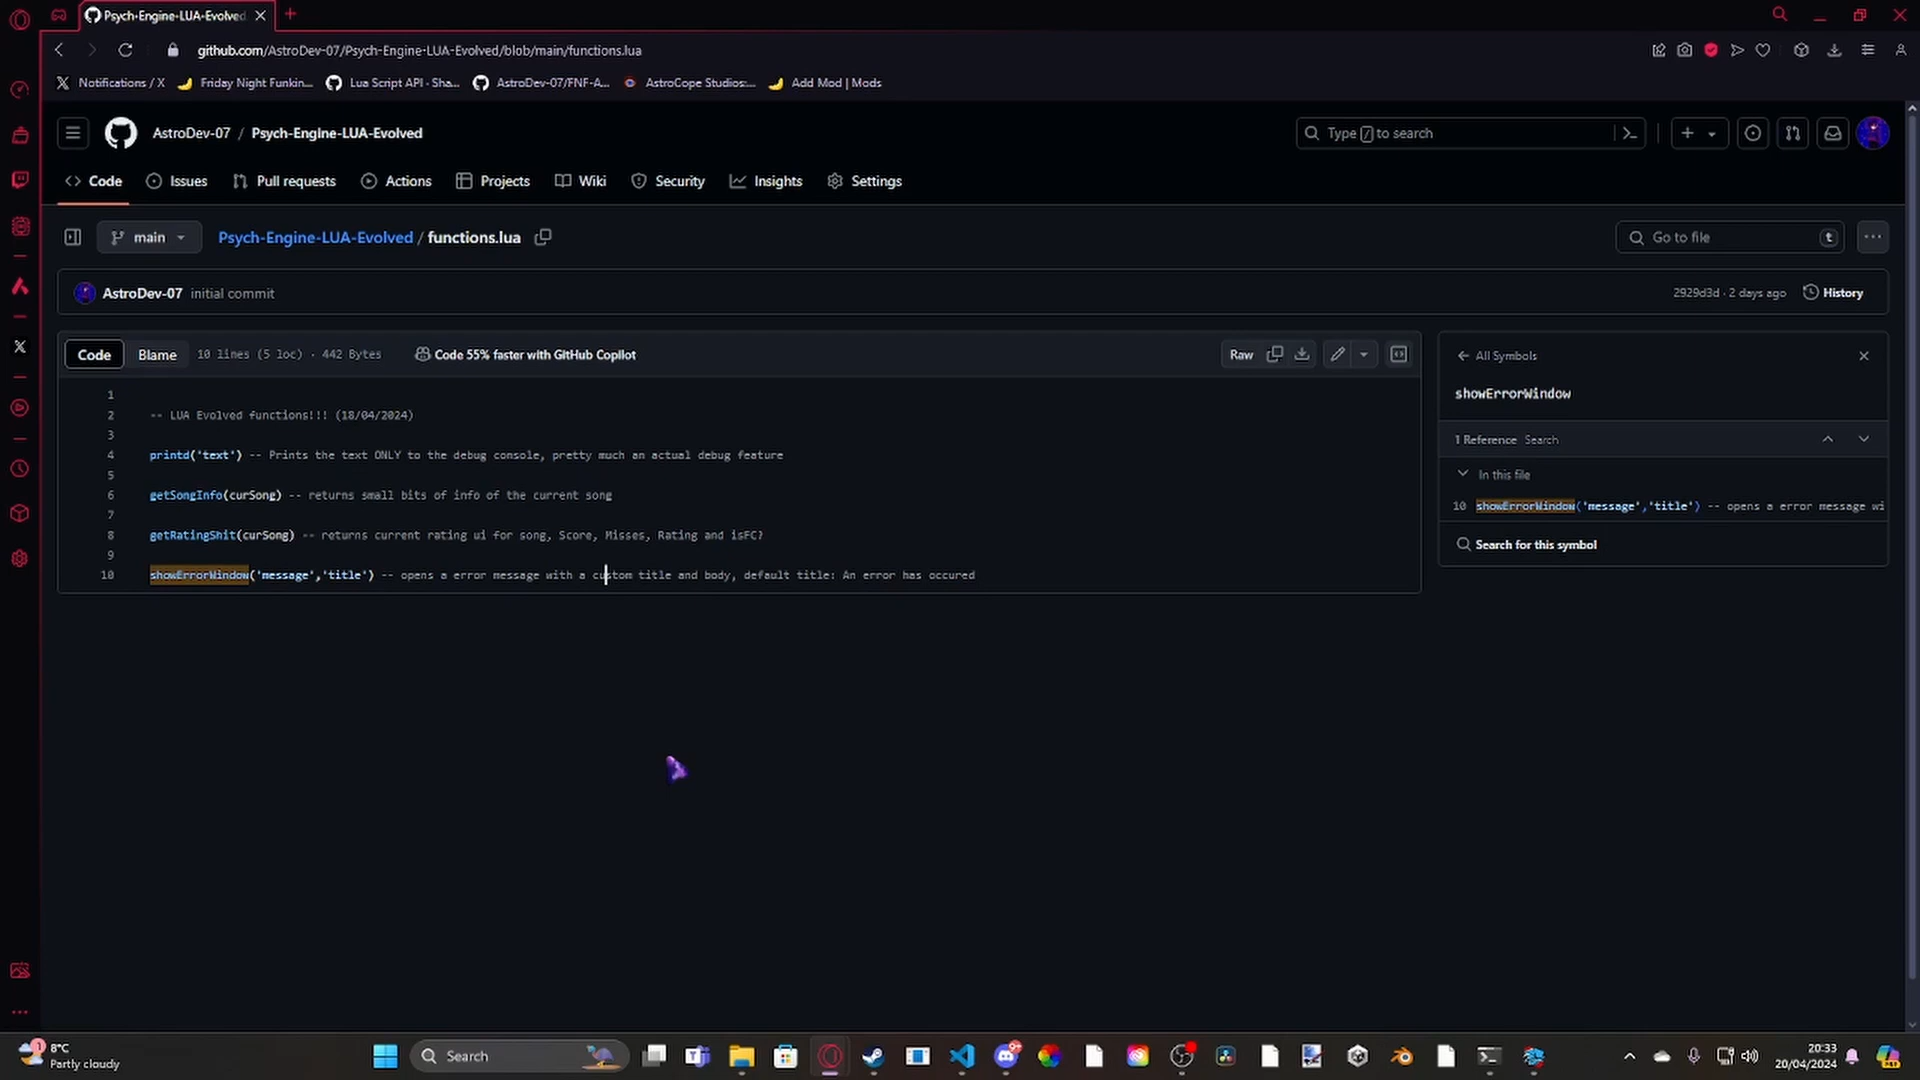 Psych-Engine-LUA-Evolved
github.com/AstroDev-07/Psych-Engine-LUA-Evolved/blob/main/functions.lua
Notifications / X
Friday Night Funkin...
Lua Script API · Sha...
AstroDev-07/FNF-A...
AstroCope Studios:...
Add Mod | Mods
AstroDev-07 / Psych-Engine-LUA-Evolved
Type / to search
Code
Issues
Pull requests
Actions
Projects
Wiki
Security
Insights
Settings
main
Psych-Engine-LUA-Evolved / functions.lua
Go to file
t
AstroDev-07 initial commit
2929d3d · 2 days ago
History
Code
Blame
10 lines (5 loc) · 442 Bytes
Code 55% faster with GitHub Copilot
Raw
1
2 -- LUA Evolved functions!!! (18/04/2024)
3
4 printd('text') -- Prints the text ONLY to the debug console, pretty much an actual debug feature
5
6 getSongInfo(curSong) -- returns small bits of info of the current song
7
8 getRatingShit(curSong) -- returns current rating ui for song, Score, Misses, Rating and isFC?
9
10 showErrorWindow('message','title') -- opens a error message with a custom title and body, default title: An error has occured
All Symbols
showErrorWindow
1 Reference Search
In this file
10 showErrorWindow('message','title') -- opens a error message wi
Search for this symbol
8°C
Partly cloudy
Search
20:33
20/04/2024